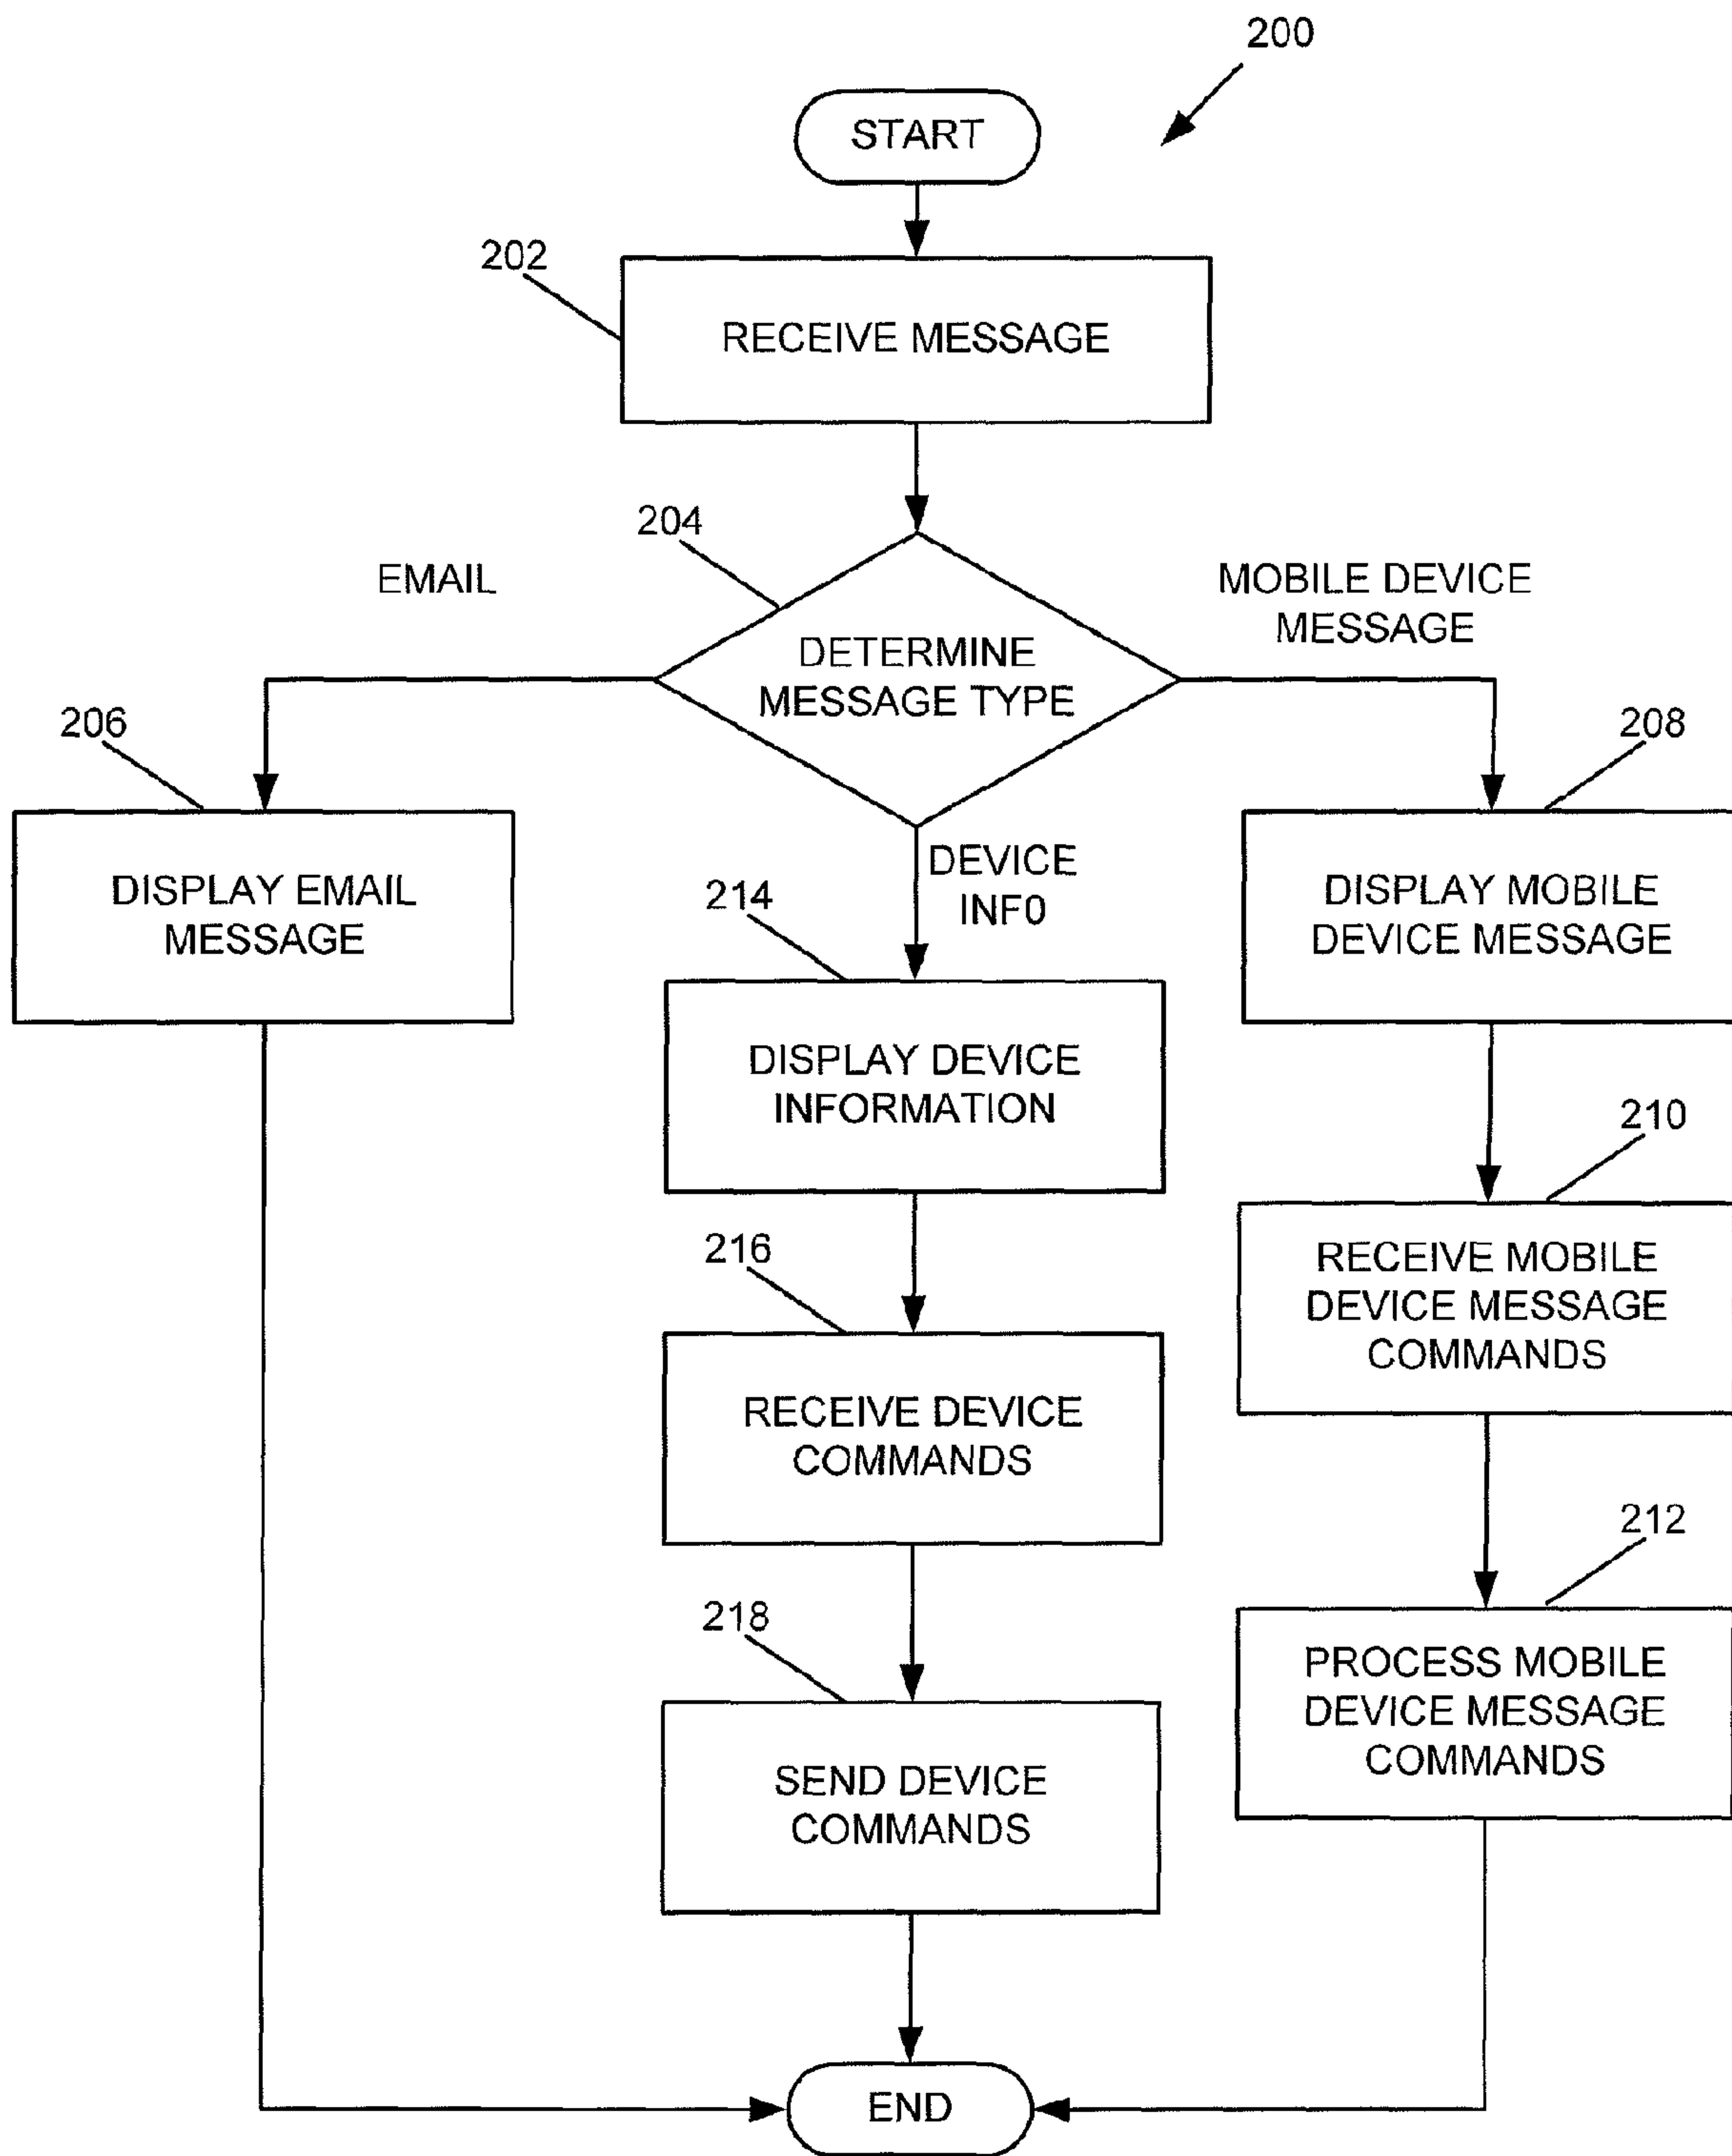 200
START
202
RECEIVE MESSAGE
204
EMAIL
MOBILE DEVICE
MESSAGE
DETERMINE
MESSAGE TYPE
206
208
DISPLAY EMAIL
MESSAGE
DEVICE
INF0
214
DISPLAY MOBILE
DEVICE MESSAGE
DISPLAY DEVICE
INFORMATION
210
216
RECEIVE MOBILE
DEVICE MESSAGE
COMMANDS
RECEIVE DEVICE
COMMANDS
212
218
PROCESS MOBILE
DEVICE MESSAGE
COMMANDS
SEND DEVICE
COMMANDS
END